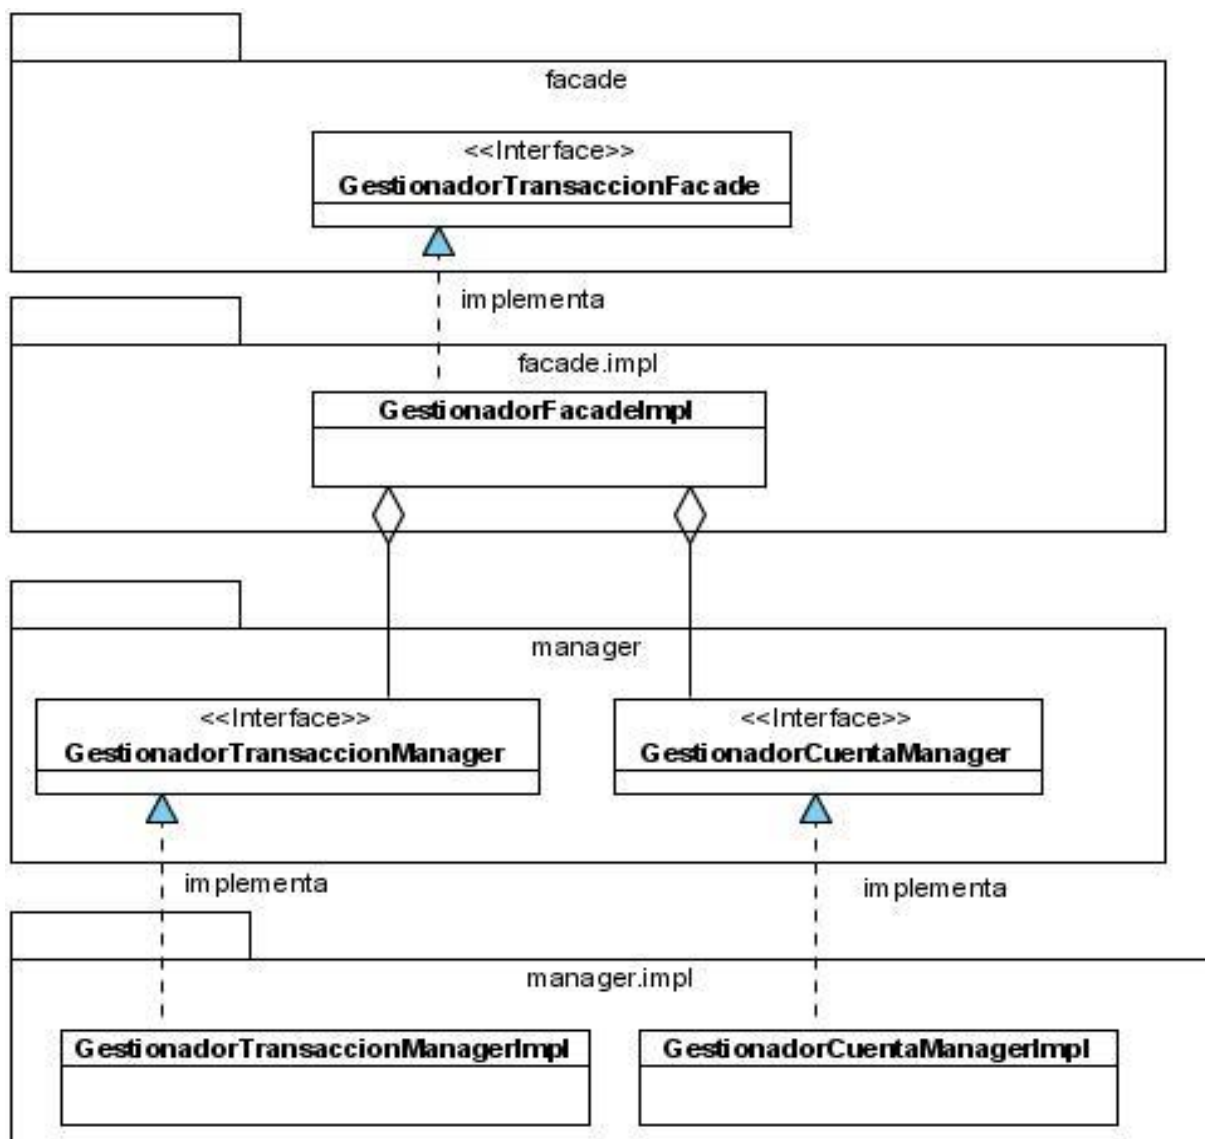 facade
<<Interface>>
GestionadorTransaccionFacade
implementa
facade.impl
GestionadorFacadeImpl
manager
<<Interface>>
GestionadorTransaccionManager
<<Interface>>
GestionadorCuentaManager
implementa
implementa
manager.impl
GestionadorTransaccionManagerImpl
GestionadorCuentaManagerImpl